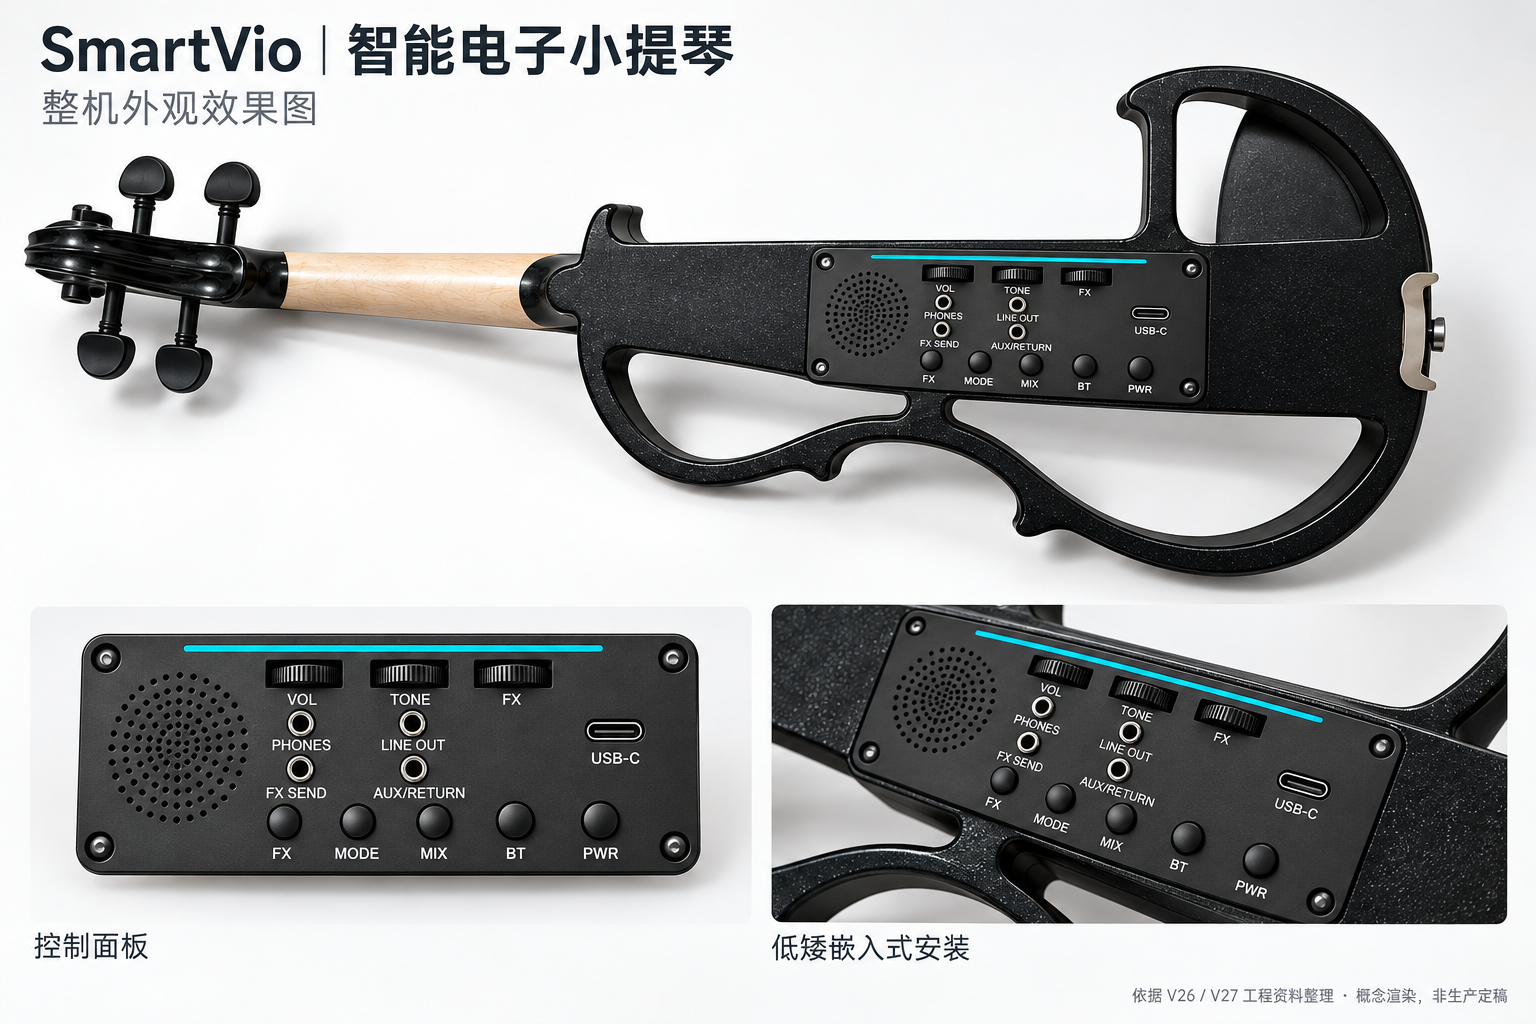 SmartVio | 智能电子小提琴
整机外观效果图
VOL TONE FX
PHONES LINE OUT USB-C
FX SEND AUX/RETURN
FX MODE MIX BT PWR
VOL TONE FX
PHONES LINE OUT USB-C
FX SEND AUX/RETURN
FX MODE MIX BT PWR
控制面板
VOL TONE FX
PHONES LINE OUT USB-C
FX SEND AUX/RETURN
FX MODE MIX BT PWR
低矮嵌入式安装
依据 V26 / V27 工程资料整理 · 概念渲染，非生产定稿